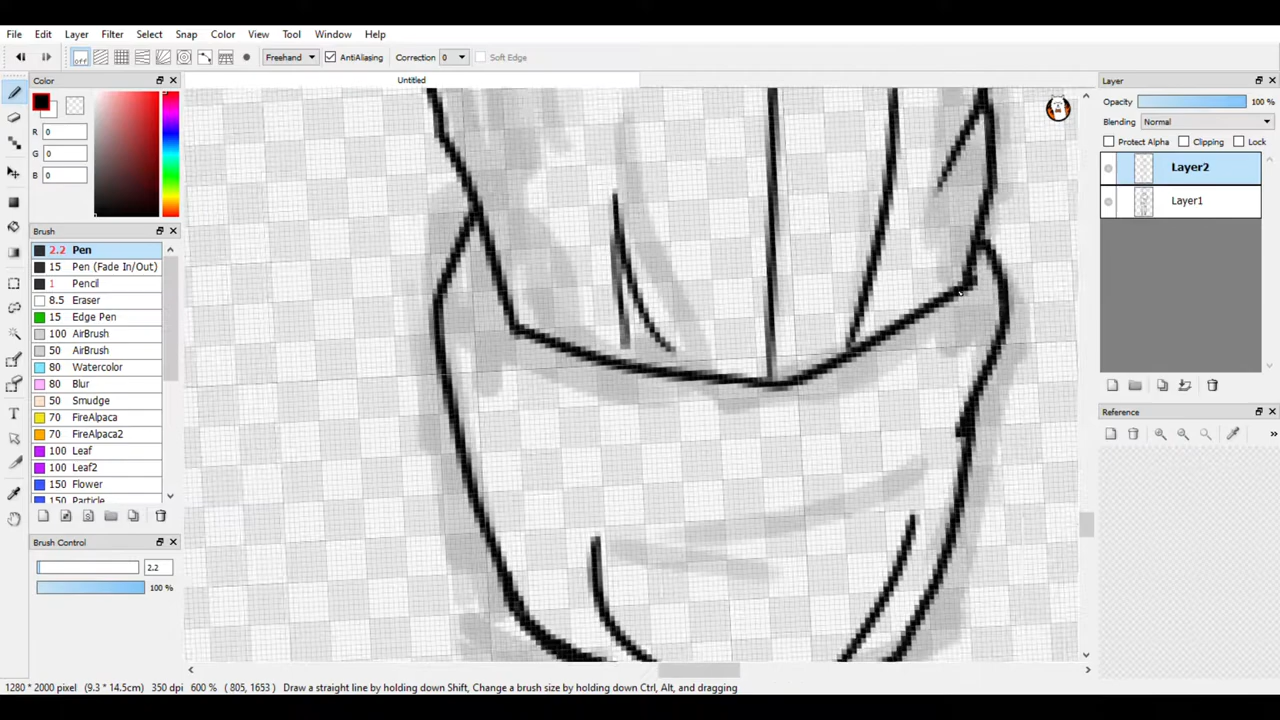 File Edit Layer Filter Select Snap Color View Tool Window Help
off Freehand AntiAliasing Correction 0 Soft Edge
Color Untitled Layer
Opacity 100 %
R 0 Blending Normal
G 0 Protect Alpha Clipping Lock
B 0 Layer2
Layer1
Brush
2.2 Pen
15 Pen (Fade In/Out)
1 Pencil
8.5 Eraser
15 Edge Pen
100 AirBrush
50 AirBrush
80 Watercolor
80 Blur
50 Smudge
70 FireAlpaca
70 FireAlpaca2
100 Leaf
100 Leaf2
150 Flower
150 Particle
Reference
Brush Control
2.2
100 %
1280 * 2000 pixel (9.3 * 14.5cm) 350 dpi 600 % ( 805, 1653 ) Draw a straight line by holding down Shift, Change a brush size by holding down Ctrl, Alt, and dragging